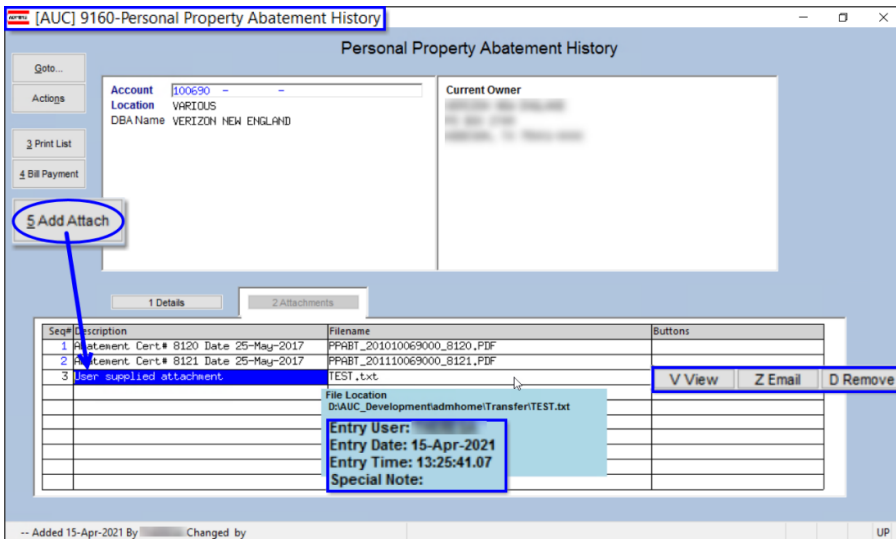 [AUC] 9160-Personal Property Abatement History
Personal Property Abatement History
Goto...
Actions
3 Print List
4 Bill Payment
5 Add Attach
Account 100690 - -
Location VARIOUS
DBA Name VERIZON NEW ENGLAND
Current Owner
1 Details 2 Attachments
Seq# Description Filename Buttons
1 Abatement Cert# 8120 Date 25-May-2017 PPABT_201010069000_8120.PDF
2 Abatement Cert# 8121 Date 25-May-2017 PPABT_201110069000_8121.PDF
3 User supplied attachment TEST.txt V View Z Email D Remove
File Location
D:\AUC_Development\admhome\Transfer\TEST.txt
Entry User:
Entry Date: 15-Apr-2021
Entry Time: 13:25:41.07
Special Note:
-- Added 15-Apr-2021 By Changed by UP